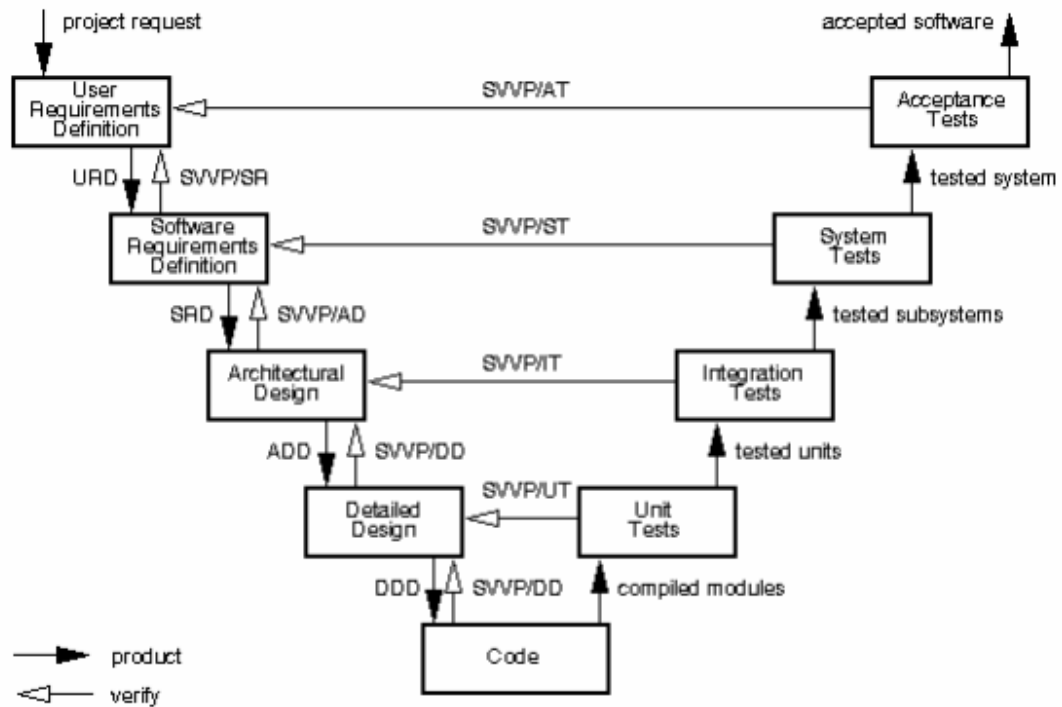 project request
accepted software
User
Requirements
Definition
SVVP/AT
Acceptance
Tests
URD
SVVP/SR
tested system
Software
Requirements
Definition
SVVP/ST
System
Tests
SRD
SVVP/AD
tested subsystems
Architectural
Design
SVVP/IT
Integration
Tests
ADD
SVVP/DD
tested units
Detailed
Design
SVVP/UT
Unit
Tests
DDD
SVVP/DD
compiled modules
Code
product
verify